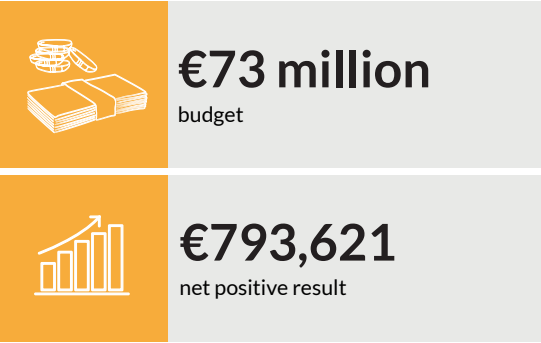 €73 million
budget
€793,621
net positive result